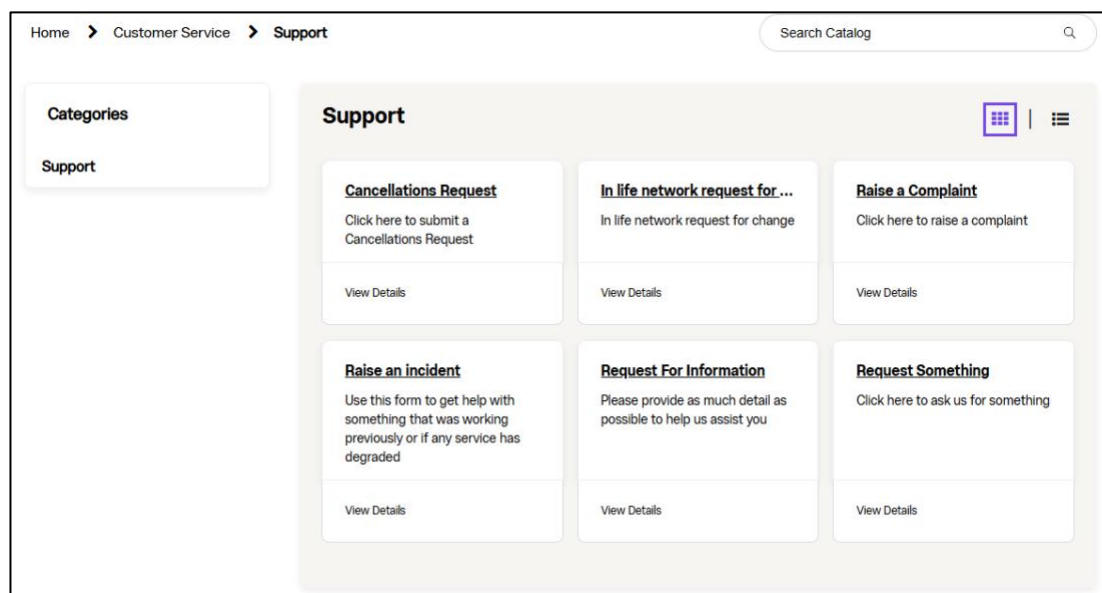 Home > Customer Service > Support
Search Catalog
Categories
Support
Support
Cancellations Request
Click here to submit a
Cancellations Request
View Details
In life network request for ...
In life network request for change
View Details
Raise a Complaint
Click here to raise a complaint
View Details
Raise an incident
Use this form to get help with
something that was working
previously or if any service has
degraded
View Details
Request For Information
Please provide as much detail as
possible to help us assist you
View Details
Request Something
Click here to ask us for something
View Details